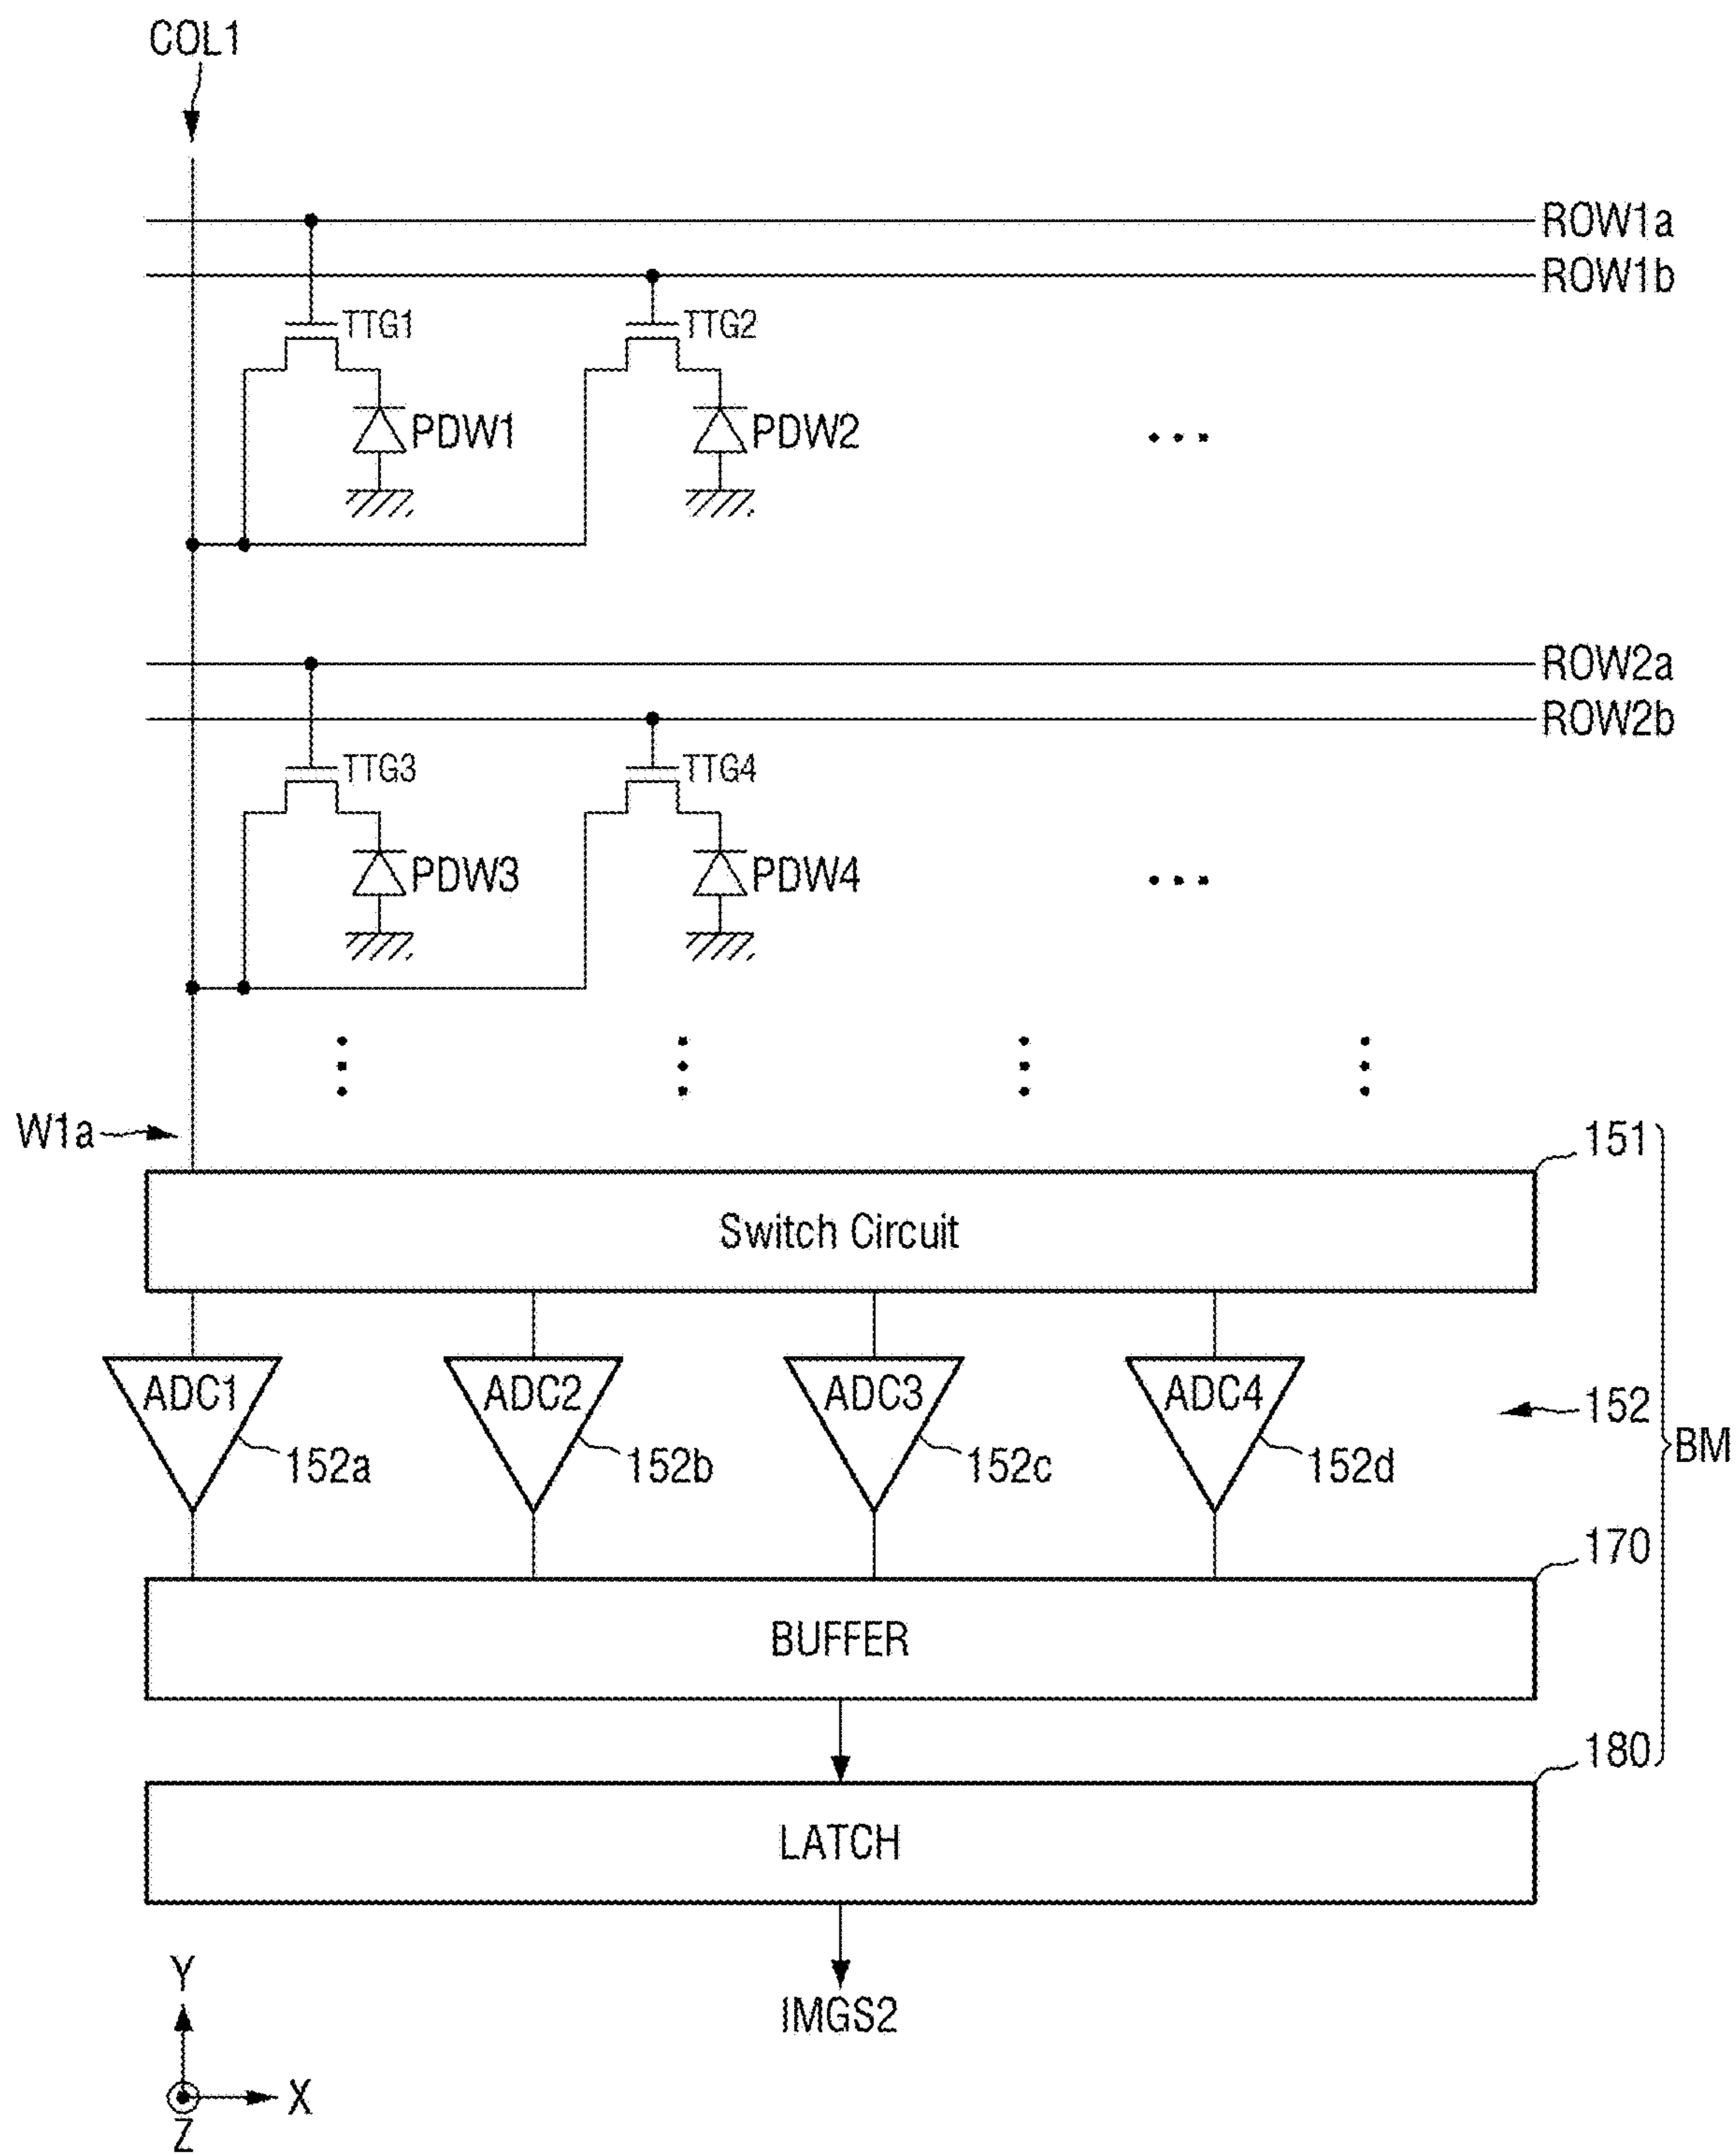 COL1
ROW1a
ROW1b
TTG1
TTG2
PDW1
PDW2
ROW2a
ROW2b
TTG3
TTG4
PDW3
PDW4
W1a
151
Switch Circuit
ADC1
ADC2
ADC3
ADC4
152
BM
152a
152b
152c
152d
170
BUFFER
180
LATCH
IMGS2
Y
X
Z